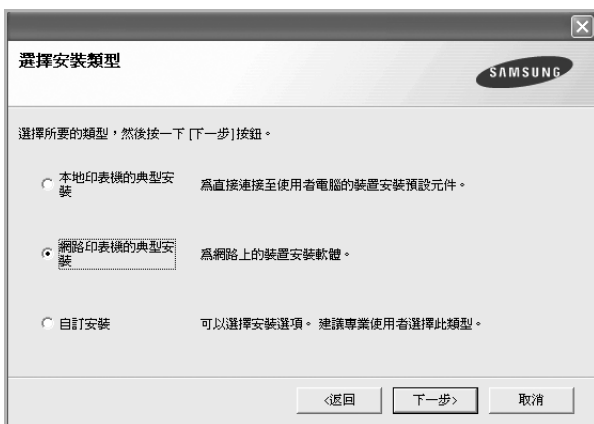 選擇安裝類型
SAMSUNG
選擇所要的類型，然後按一下 [下一步]按鈕。
本地印表機的典型安
裝
為直接連接至使用者電腦的裝置安裝預設元件。
網路印表機的典型安
裝
為網路上的裝置安裝軟體。
自訂安裝
可以選擇安裝選項。 建議專業使用者選擇此類型。
<返回
下一步>
取消